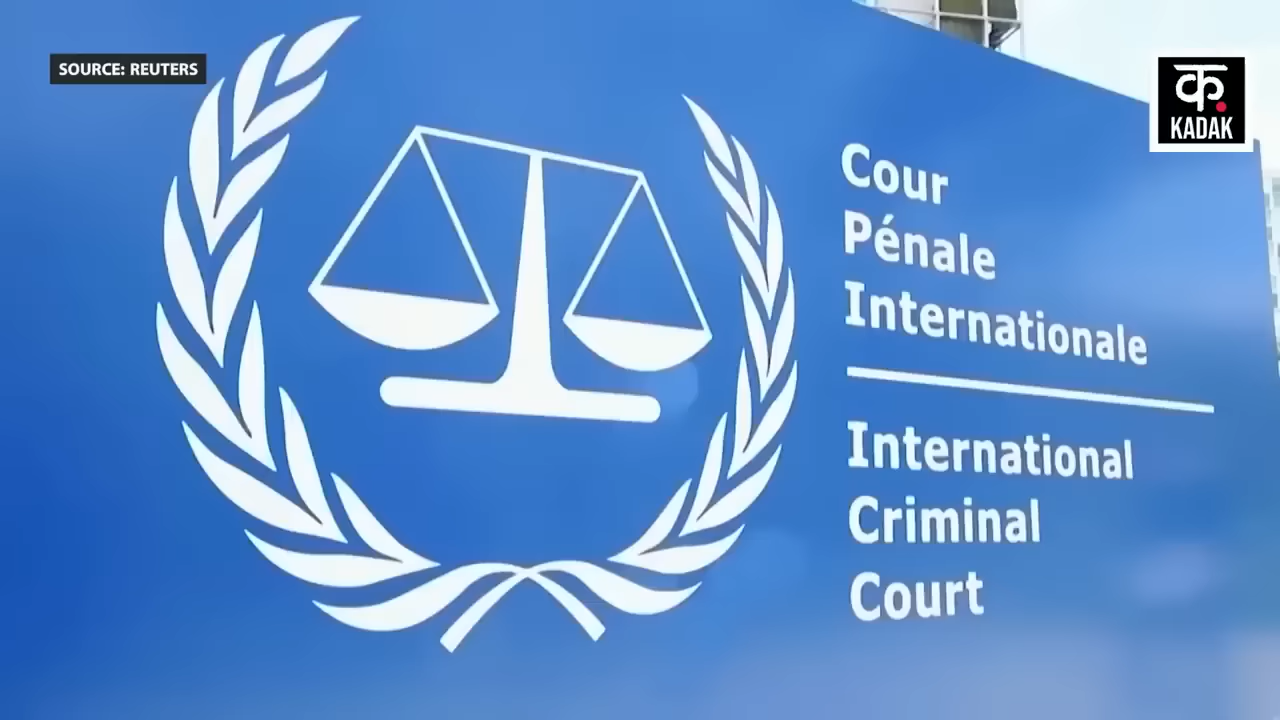 SOURCE: REUTERS
क.
KADAK
Cour
Pénale
Internationale
International
Criminal
Court